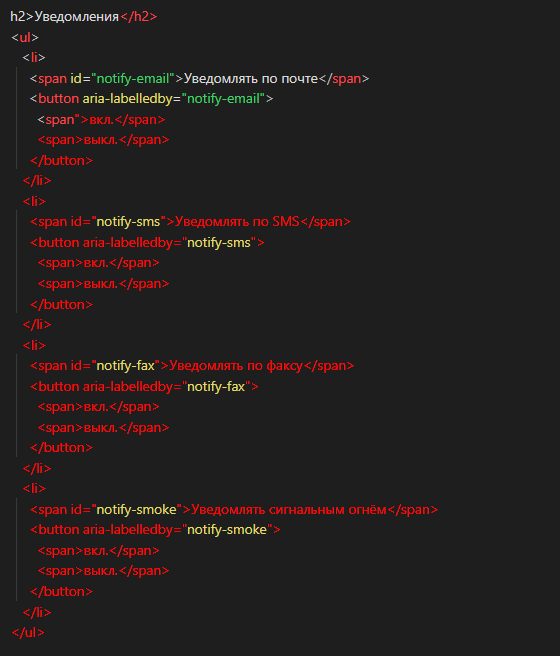 h2>Уведомления</h2>
<ul>
<li>
<span id="notify-email">Уведомлять по почте</span>
<button aria-labelledby="notify-email">
<span">вкл.</span>
<span>выкл.</span>
</button>
</li>
<li>
<span id="notify-sms">Уведомлять по SMS</span>
<button aria-labelledby="notify-sms">
<span>вкл.</span>
<span>выкл.</span>
</button>
</li>
<li>
<span id="notify-fax">Уведомлять по факсу</span>
<button aria-labelledby="notify-fax">
<span>вкл.</span>
<span>выкл.</span>
</button>
</li>
<li>
<span id="notify-smoke">Уведомлять сигнальным огнём</span>
<button aria-labelledby="notify-smoke">
<span>вкл.</span>
<span>выкл.</span>
</button>
</li>
</ul>